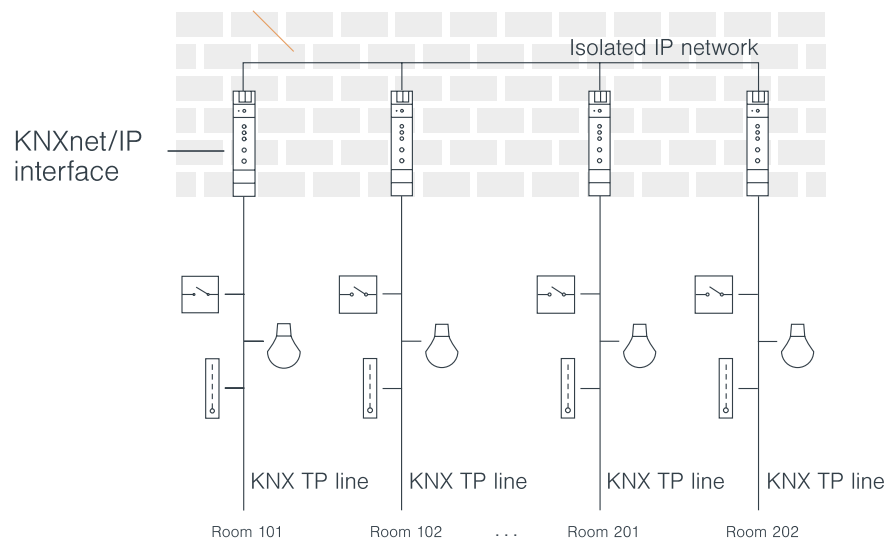 Isolated IP network
KNXnet/IP
interface
KNX TP line
KNX TP line
KNX TP line
KNX TP line
Room 101
Room 102
. . .
Room 201
Room 202